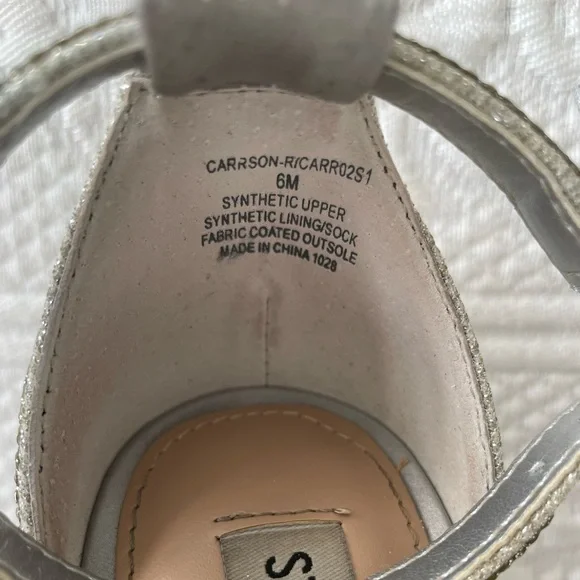 CARRSON-R/CARR02S1
6M
SYNTHETIC UPPER
SYNTHETIC LINING/SOCK
FABRIC COATED OUTSOLE
MADE IN CHINA 1028